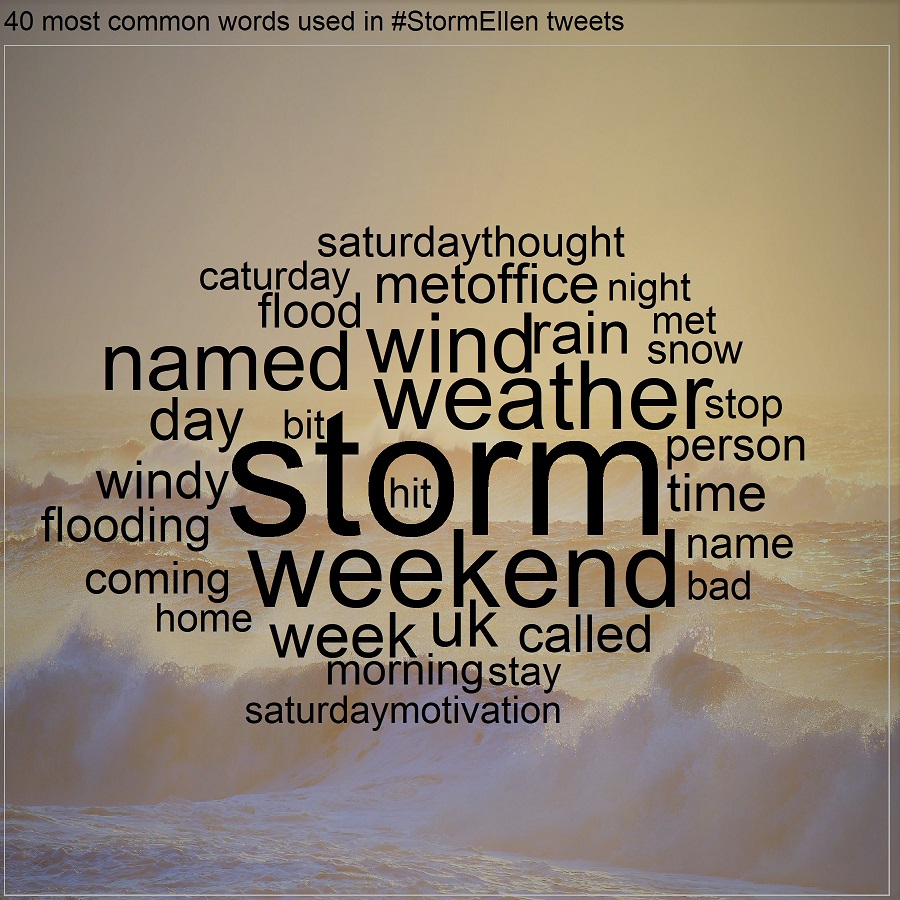 40 most common words used in #StormEllen tweets
saturdaythought
caturday metoffice night
flood wind rain met
named snow
weather stop
day bit
storm person
windy hit time
flooding name
weekend
coming bad
home week uk called
morning stay
saturdaymotivation